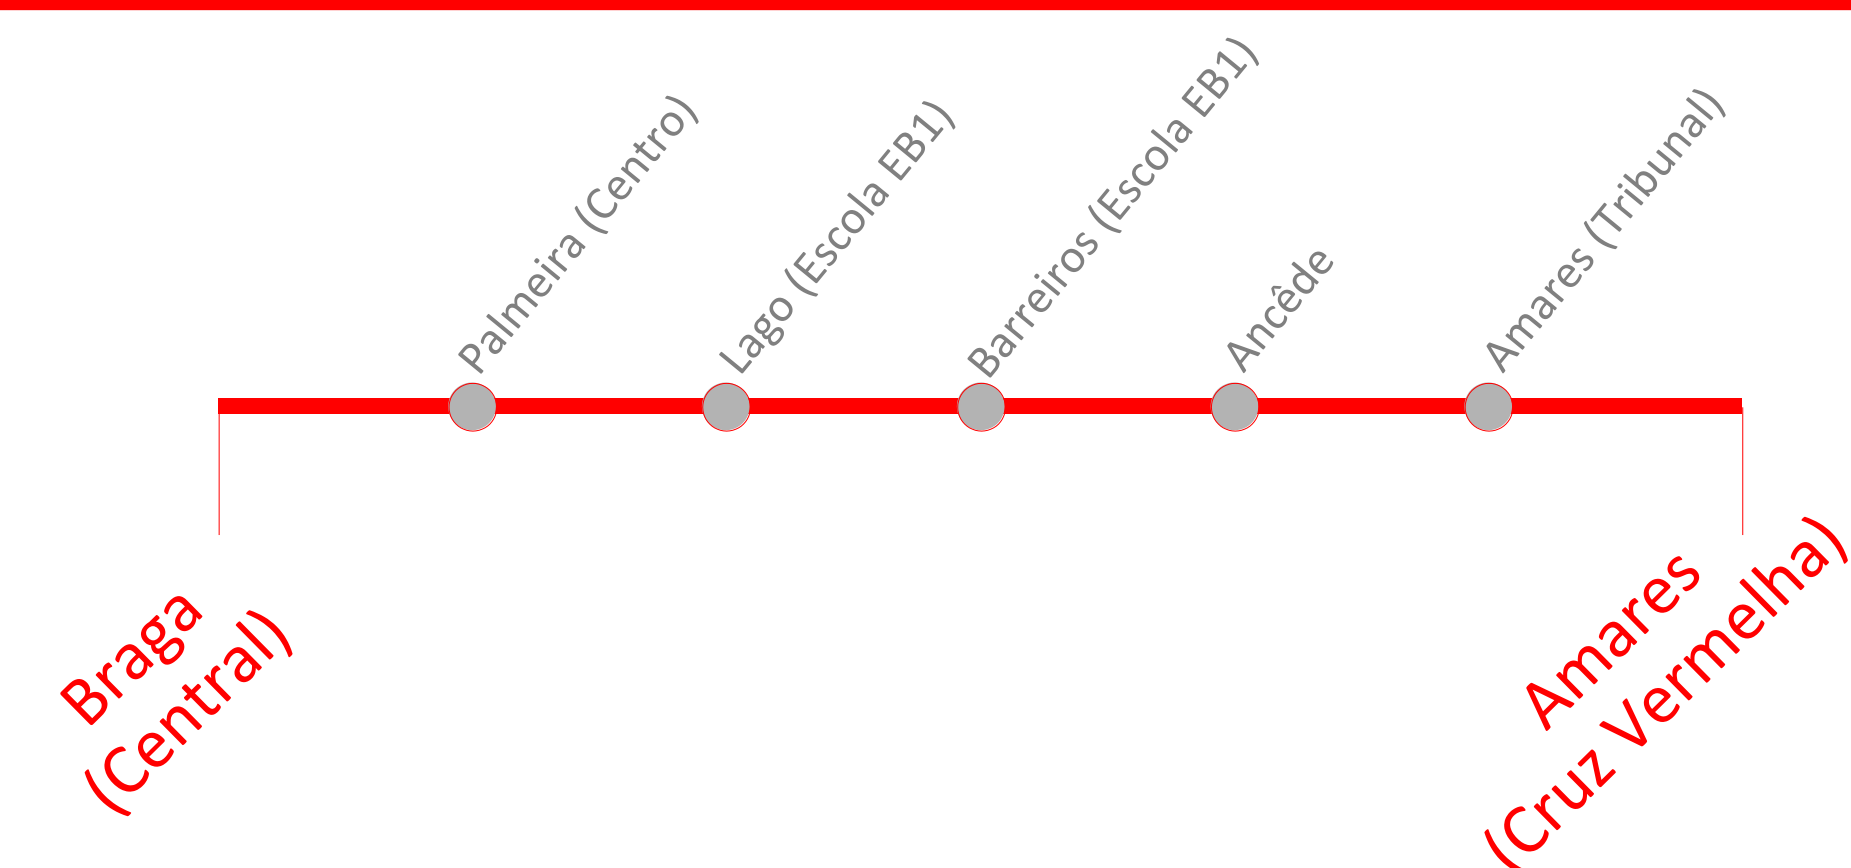 Palmeira (Centro)
Lago (Escola EB1)
Barreiros (Escola EB1)
Ancêde
Amares (Tribunal)
Braga
(Central)
Amares
(Cruz Vermelha)